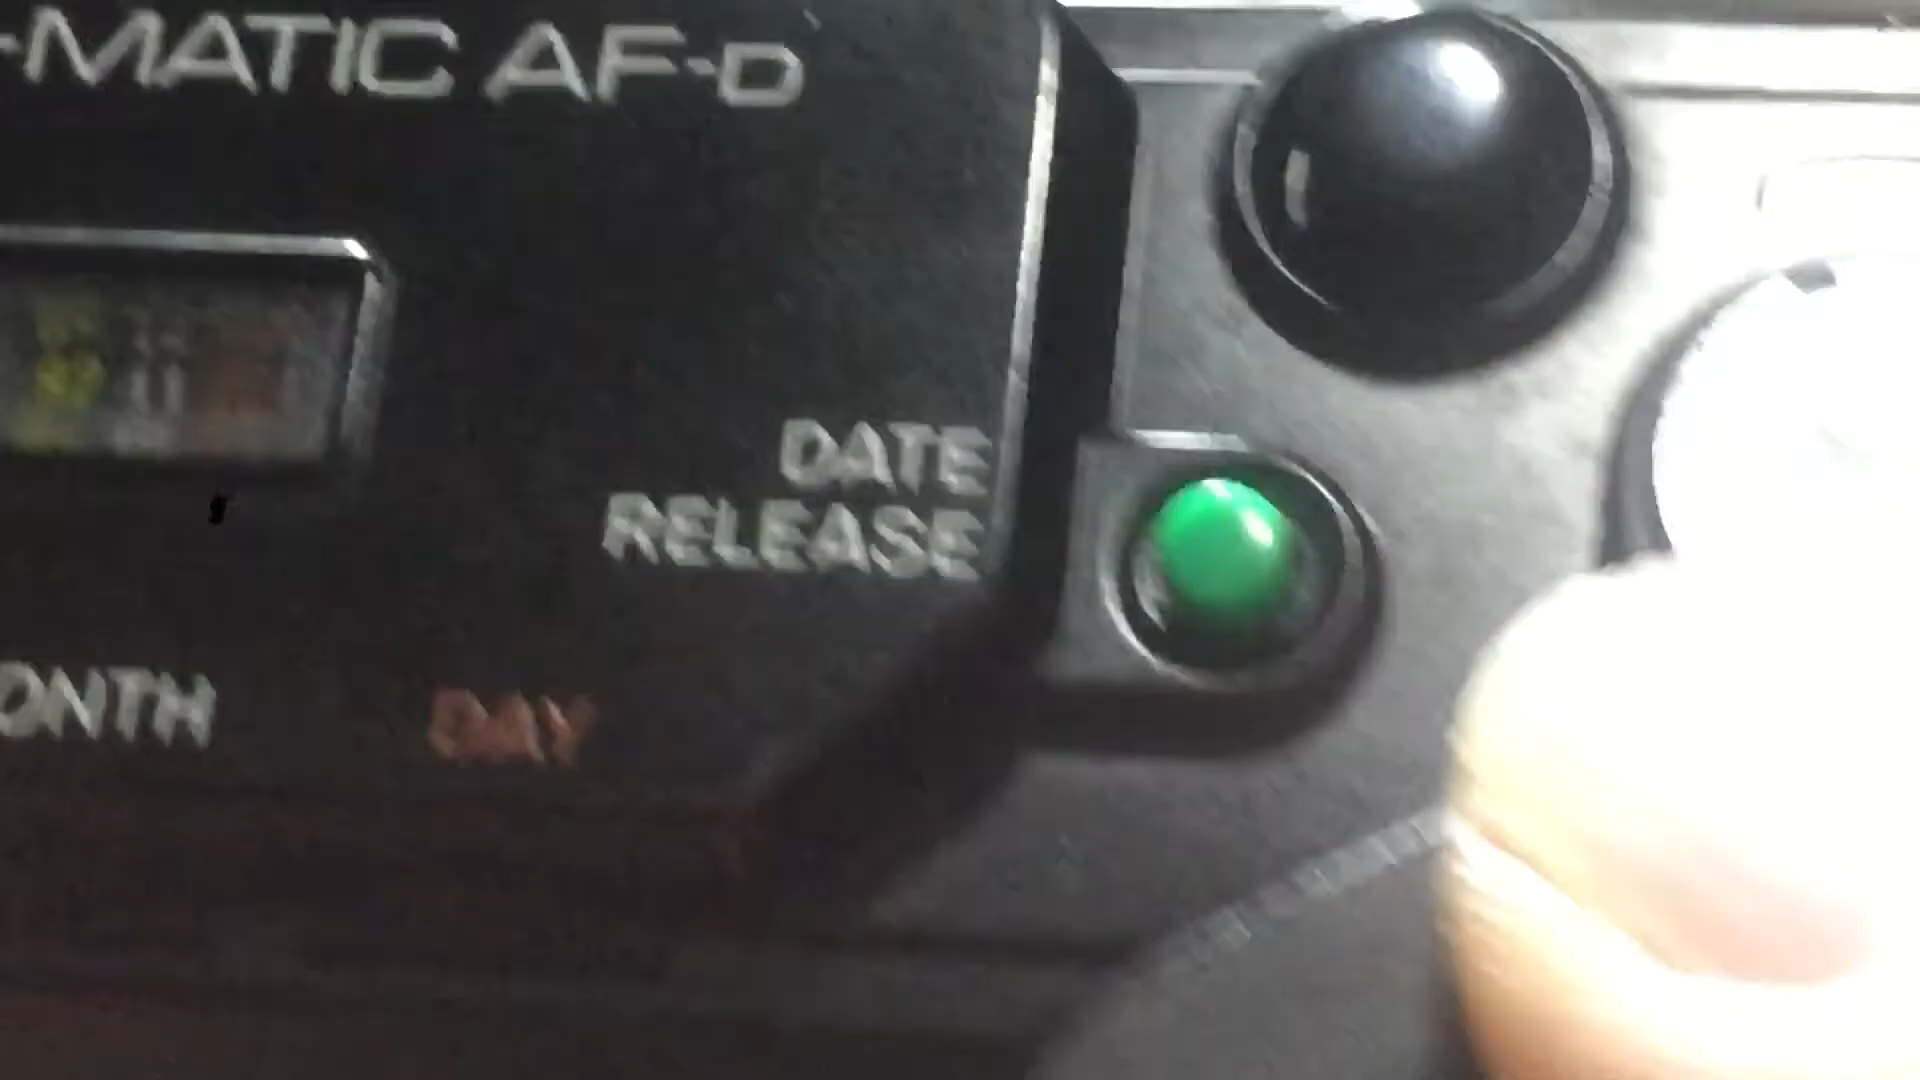 -MATIC AF-D
DATE
RELEASE
ONTH
DAY